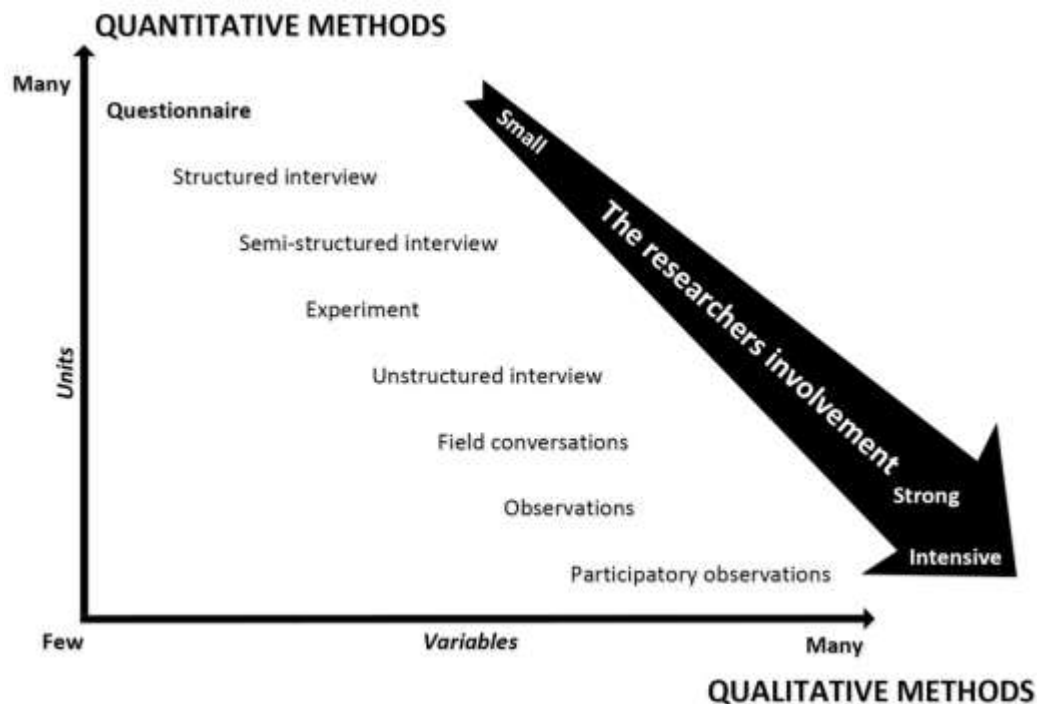 QUANTITATIVE METHODS
Many
Questionnaire
Small
Structured interview
Semi-structured interview
The researchers involvement
Experiment
Units
Unstructured interview
Field conversations
Strong
Observations
Intensive
Participatory observations
Few
Variables
Many
QUALITATIVE METHODS